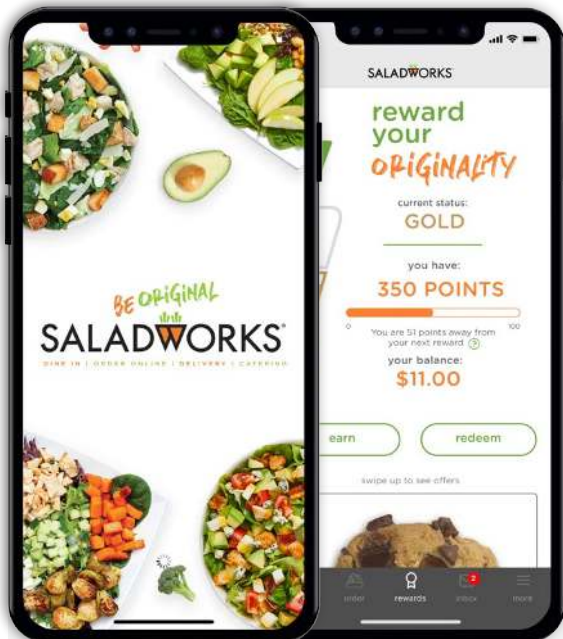 BE ORIGINAL
SALADWORKS®
DINE IN | ORDER ONLINE | DELIVERY | CATERING
SALADWORKS
reward
your
ORIGINALITY
current status:
GOLD
you have:
350 POINTS
0 100
You are 51 points away from
your next reward ?
your balance:
$11.00
earn redeem
swipe up to see offers
2
order rewards inbox more